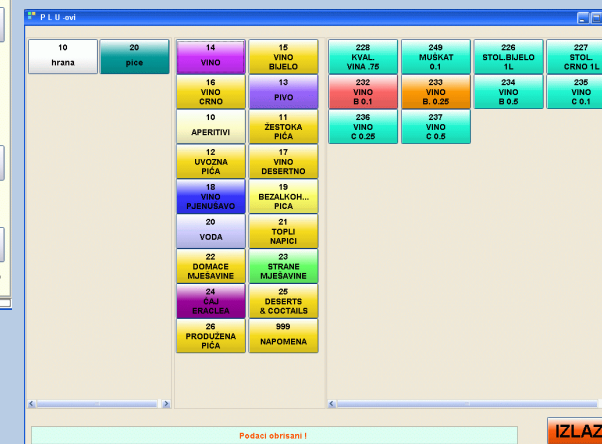 P L U -ovi
10
hrana
20
pice
14
VINO
15
VINO
BIJELO
16
VINO
CRNO
13
PIVO
10
APERITIVI
11
ŽESTOKA
PIĆA
12
UVOZNA
PIĆA
17
VINO
DESERTNO
18
VINO
PJENUŠAVO
19
BEZALKOH...
PICA
20
VODA
21
TOPLI
NAPICI
22
DOMACE
MJEŠAVINE
23
STRANE
MJEŠAVINE
24
ČAJ
ERACLEA
25
DESERTS
& COCTAILS
26
PRODUŽENA
PIĆA
999
NAPOMENA
228
KVAL.
VINA .75
249
MUŠKAT
0.1
226
STOL.BIJELO
1L
227
STOL.
CRNO 1L
232
VINO
B 0.1
233
VINO
B. 0.25
234
VINO
B 0.5
235
VINO
C 0.1
236
VINO
C 0.25
237
VINO
C 0.5
Podaci obrisani !
IZLAZ